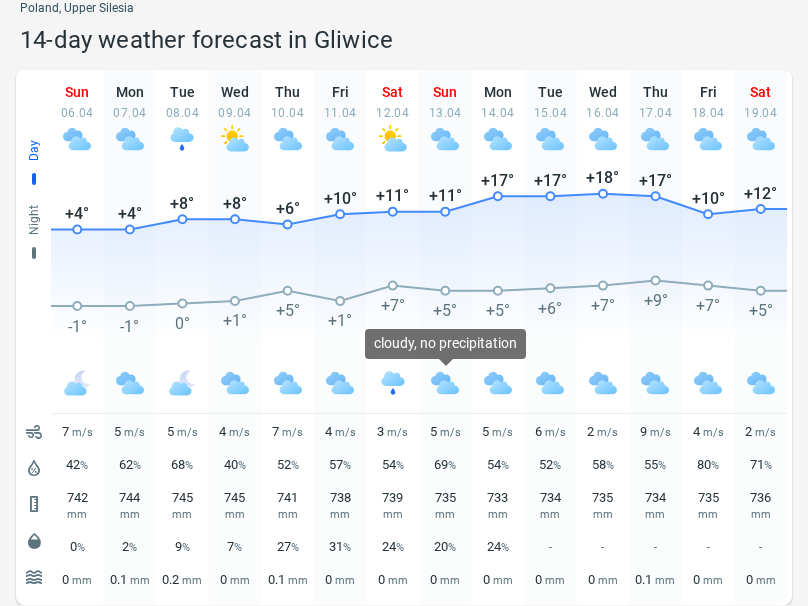 Poland, Upper Silesia
14-day weather forecast in Gliwice
Sun Mon Tue Wed Thu Fri Sat Sun Mon Tue Wed Thu Fri Sat
06.04 07.04 08.04 09.04 10.04 11.04 12.04 13.04 14.04 15.04 16.04 17.04 18.04 19.04
Day
+4° +4° +8° +8° +6° +10° +11° +11° +17° +17° +18° +17° +10° +12°
Night
-1° -1° 0° +1° +5° +1° +7° +5° +5° +6° +7° +9° +7° +5°
cloudy, no precipitation
7 m/s 5 m/s 5 m/s 4 m/s 7 m/s 4 m/s 3 m/s 5 m/s 5 m/s 6 m/s 2 m/s 9 m/s 4 m/s 2 m/s
42% 62% 68% 40% 52% 57% 54% 69% 54% 52% 58% 55% 80% 71%
742 744 745 745 741 738 739 735 733 734 735 734 735 736
mm mm mm mm mm mm mm mm mm mm mm mm mm mm
0% 2% 9% 7% 27% 31% 24% 20% 24% - - - - -
0 mm 0.1 mm 0.2 mm 0 mm 0.1 mm 0 mm 0 mm 0 mm 0 mm 0 mm 0 mm 0.1 mm 0 mm 0 mm